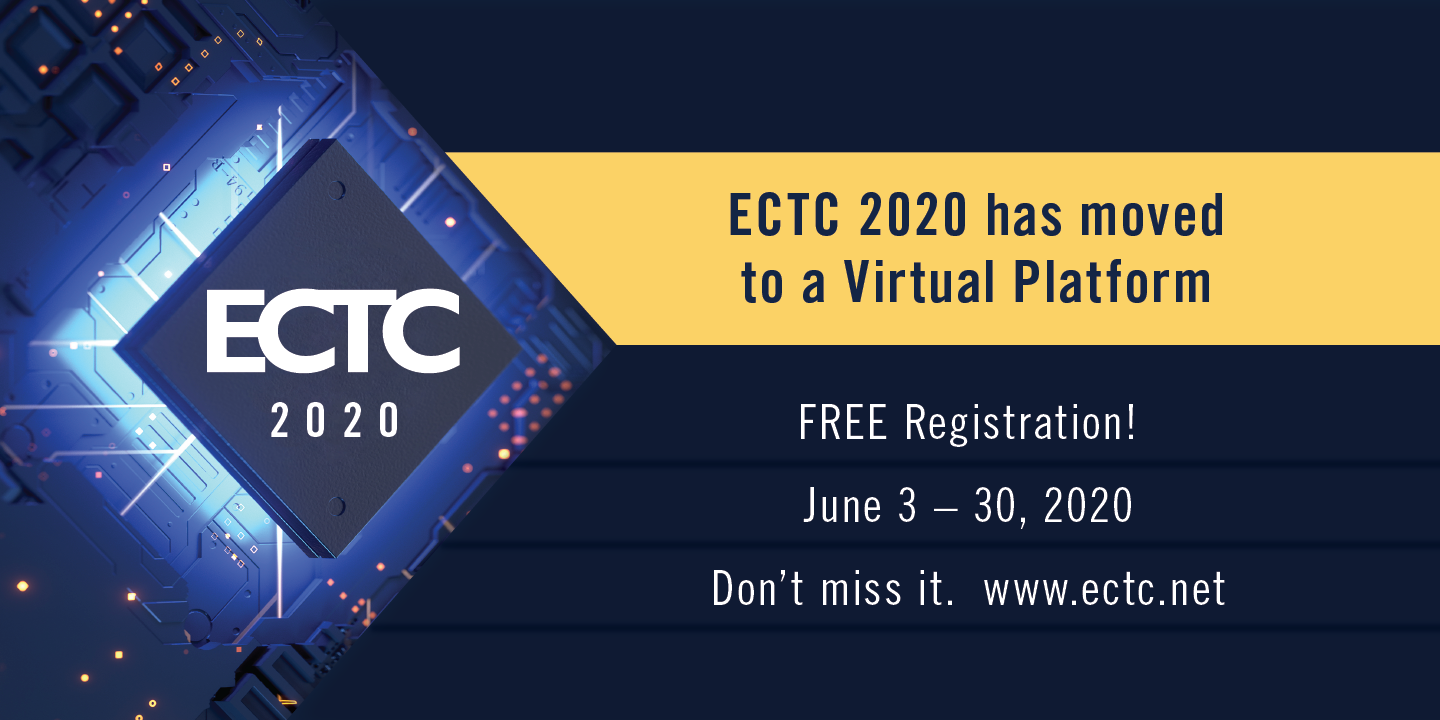 ECTC
2020
ECTC 2020 has moved
to a Virtual Platform
FREE Registration!
June 3 – 30, 2020
Don’t miss it.  www.ectc.net